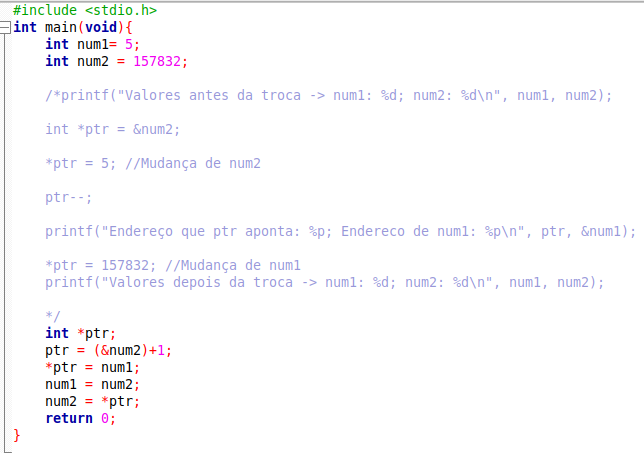 #include <stdio.h>
int main(void){
    int num1= 5;
    int num2 = 157832;

    /*printf("Valores antes da troca -> num1: %d; num2: %d\n", num1, num2);

    int *ptr = &num2;

    *ptr = 5; //Mudança de num2

    ptr--;

    printf("Endereço que ptr aponta: %p; Endereco de num1: %p\n", ptr, &num1);

    *ptr = 157832; //Mudança de num1
    printf("Valores depois da troca -> num1: %d; num2: %d\n", num1, num2);

    */
    int *ptr;
    ptr = (&num2)+1;
    *ptr = num1;
    num1 = num2;
    num2 = *ptr;
    return 0;
}